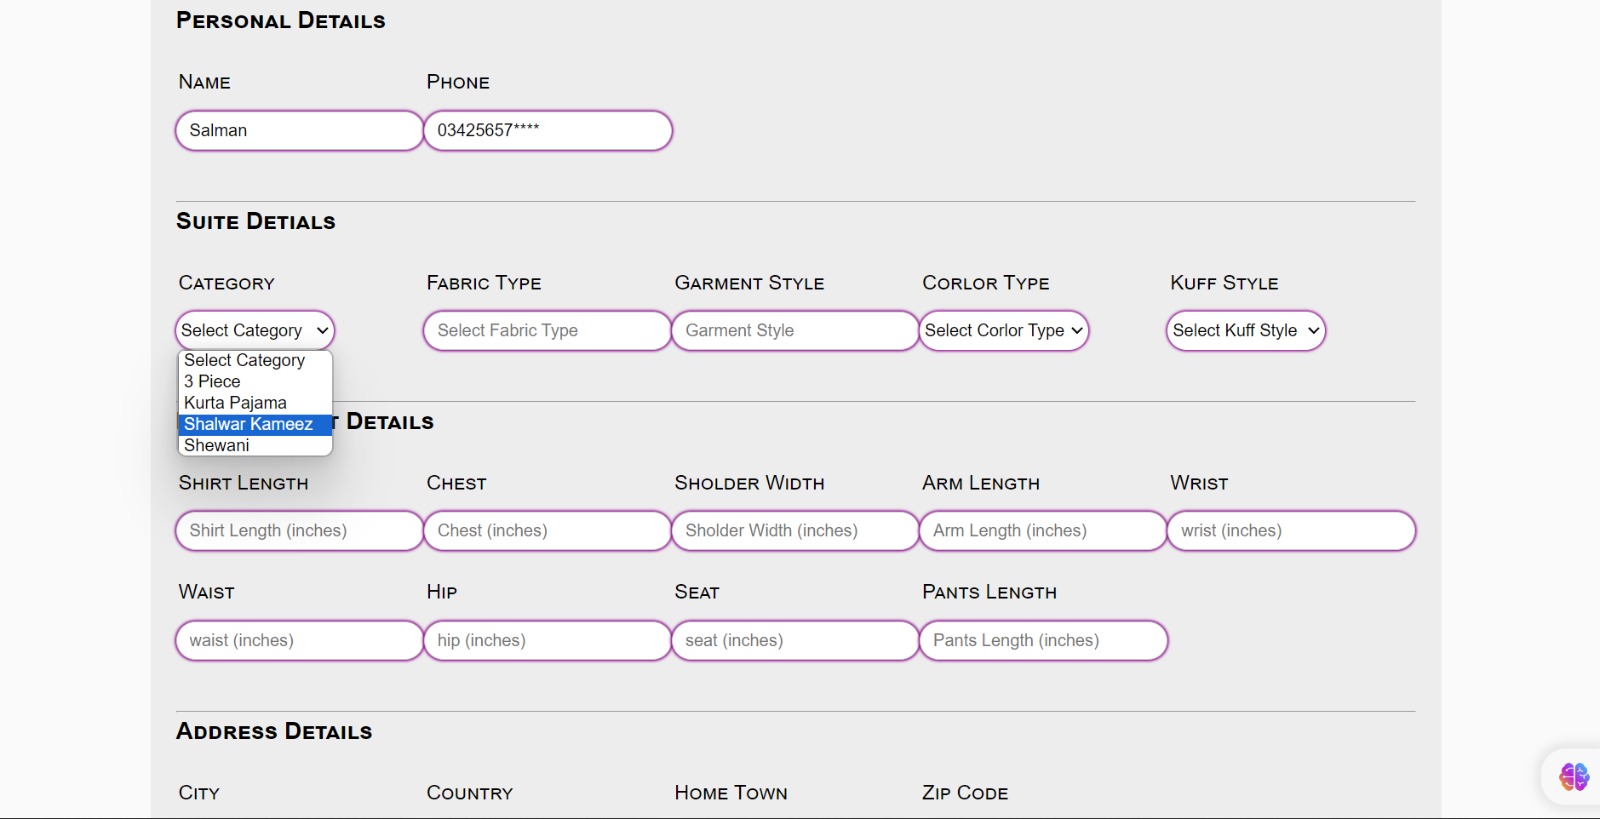 Personal Details
Name Phone
Salman 03425657****
Suite Detials
Category Fabric Type Garment Style Corlor Type Kuff Style
Select Category Select Fabric Type Garment Style Select Corlor Type Select Kuff Style
Select Category
3 Piece
Kurta Pajama
Shalwar Kameez
Shewani
Details
Shirt Length Chest Sholder Width Arm Length Wrist
Shirt Length (inches) Chest (inches) Sholder Width (inches) Arm Length (inches) wrist (inches)
Waist Hip Seat Pants Length
waist (inches) hip (inches) seat (inches) Pants Length (inches)
Address Details
City Country Home Town Zip Code